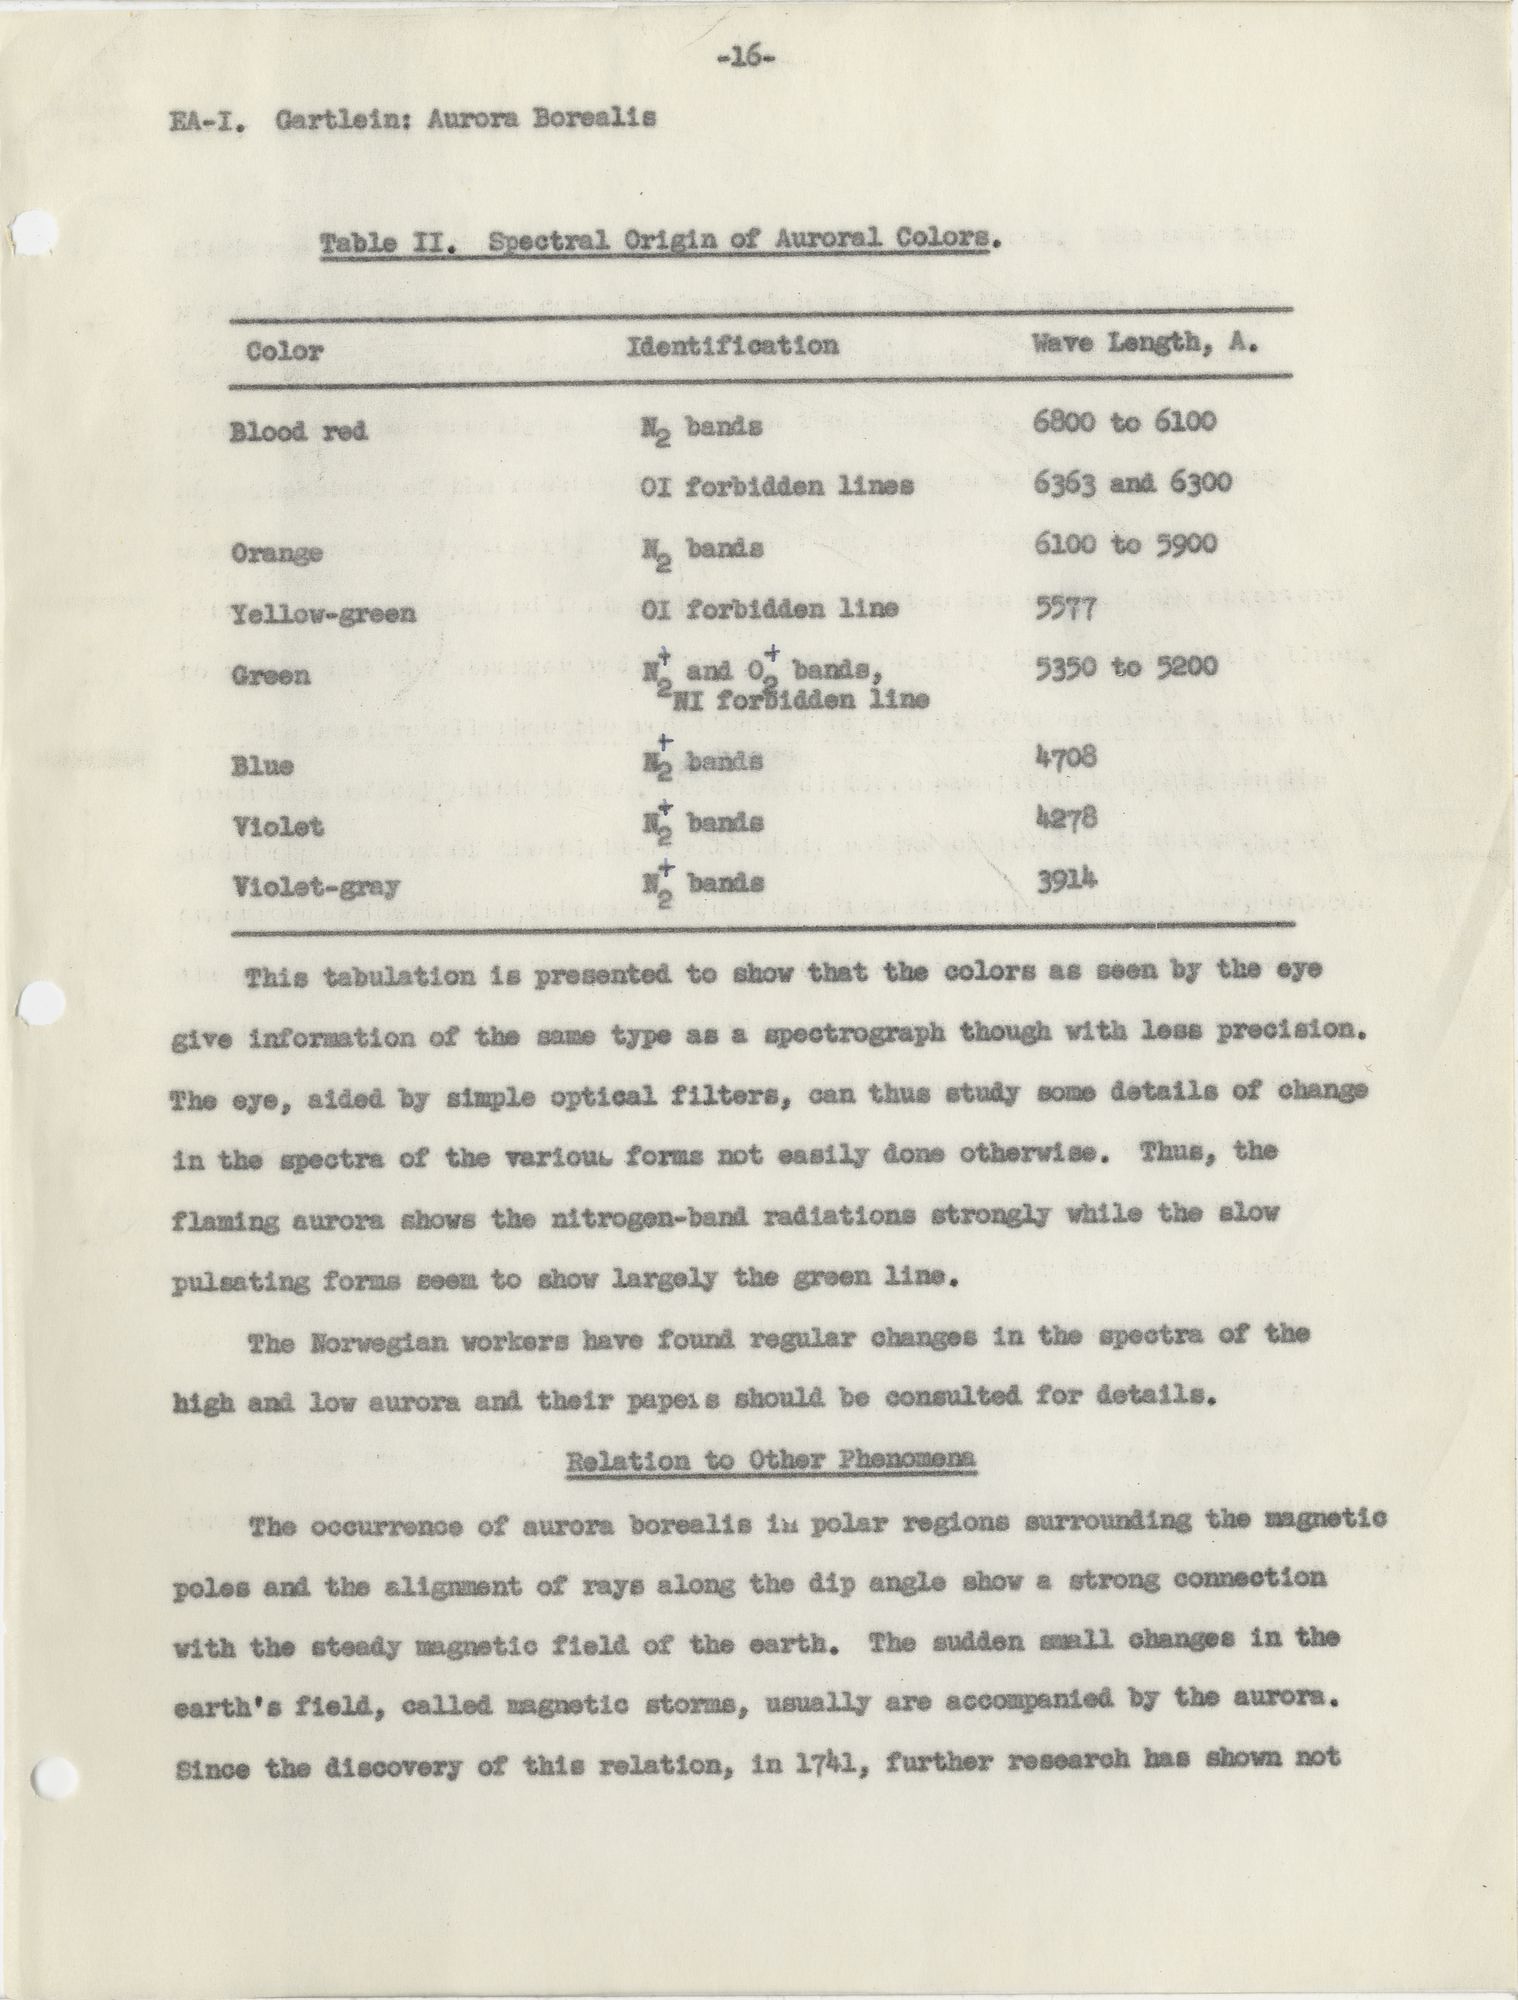 -16-
EA-I. Gartlein: Aurora Borealis
Table II. Spectral Origin of Auroral Colors.
Color Identification Wave Length, A.
Blood red N₂ bands 6800 to 6100
OI forbidden lines 6363 and 6300
Orange N₂ bands 6100 to 5900
Yellow-green OI forbidden line 5577
Green N₂⁺ and O₂⁺ bands, 5350 to 5200
NI forbidden line
Blue N₂⁺ bands 4708
Violet N₂⁺ bands 4278
Violet-gray N₂⁺ bands 3914
This tabulation is presented to show that the colors as seen by the eye
give information of the same type as a spectrograph though with less precision.
The eye, aided by simple optical filters, can thus study some details of change
in the spectra of the various forms not easily done otherwise. Thus, the
flaming aurora shows the nitrogen-band radiations strongly while the slow
pulsating forms seem to show largely the green line.
The Norwegian workers have found regular changes in the spectra of the
high and low aurora and their papers should be consulted for details.
Relation to Other Phenomena
The occurrence of aurora borealis in polar regions surrounding the magnetic
poles and the alignment of rays along the dip angle show a strong connection
with the steady magnetic field of the earth. The sudden small changes in the
earth's field, called magnetic storms, usually are accompanied by the aurora.
Since the discovery of this relation, in 1741, further research has shown not